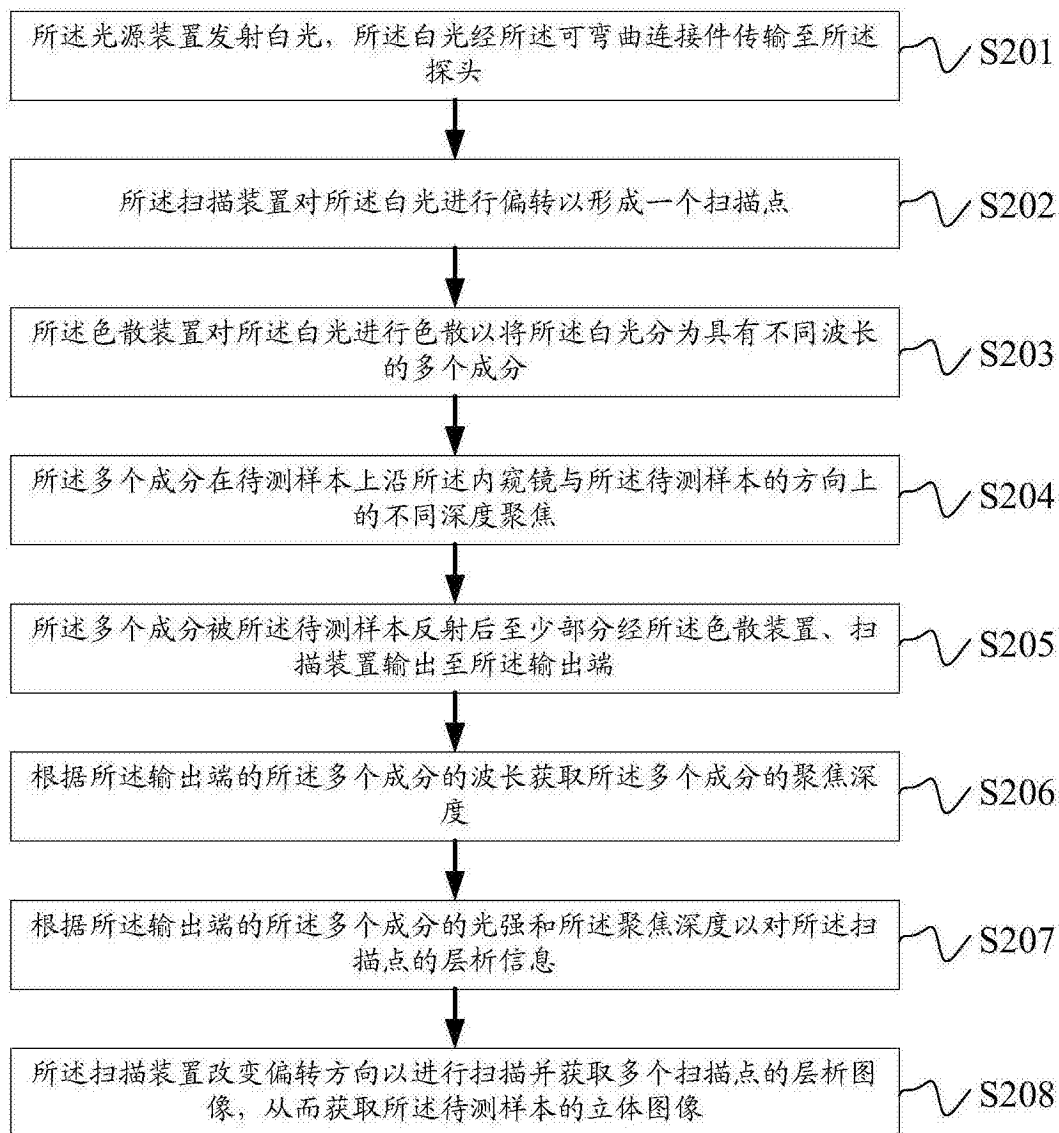 所述光源装置发射白光，所述白光经所述可弯曲连接件传输至所述
探头
S201
所述扫描装置对所述白光进行偏转以形成一个扫描点
S202
所述色散装置对所述白光进行色散以将所述白光分为具有不同波长
的多个成分
S203
所述多个成分在待测样本上沿所述内窥镜与所述待测样本的方向上
的不同深度聚焦
S204
所述多个成分被所述待测样本反射后至少部分经所述色散装置、扫
描装置输出至所述输出端
S205
根据所述输出端的所述多个成分的波长获取所述多个成分的聚焦深
度
S206
根据所述输出端的所述多个成分的光强和所述聚焦深度以对所述扫
描点的层析信息
S207
所述扫描装置改变偏转方向以进行扫描并获取多个扫描点的层析图
像，从而获取所述待测样本的立体图像
S208